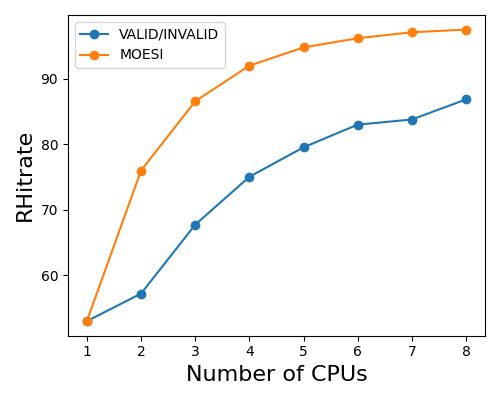 VALID/INVALID
MOESI
RHitrate
90
80
70
60
1 2 3 4 5 6 7 8
Number of CPUs